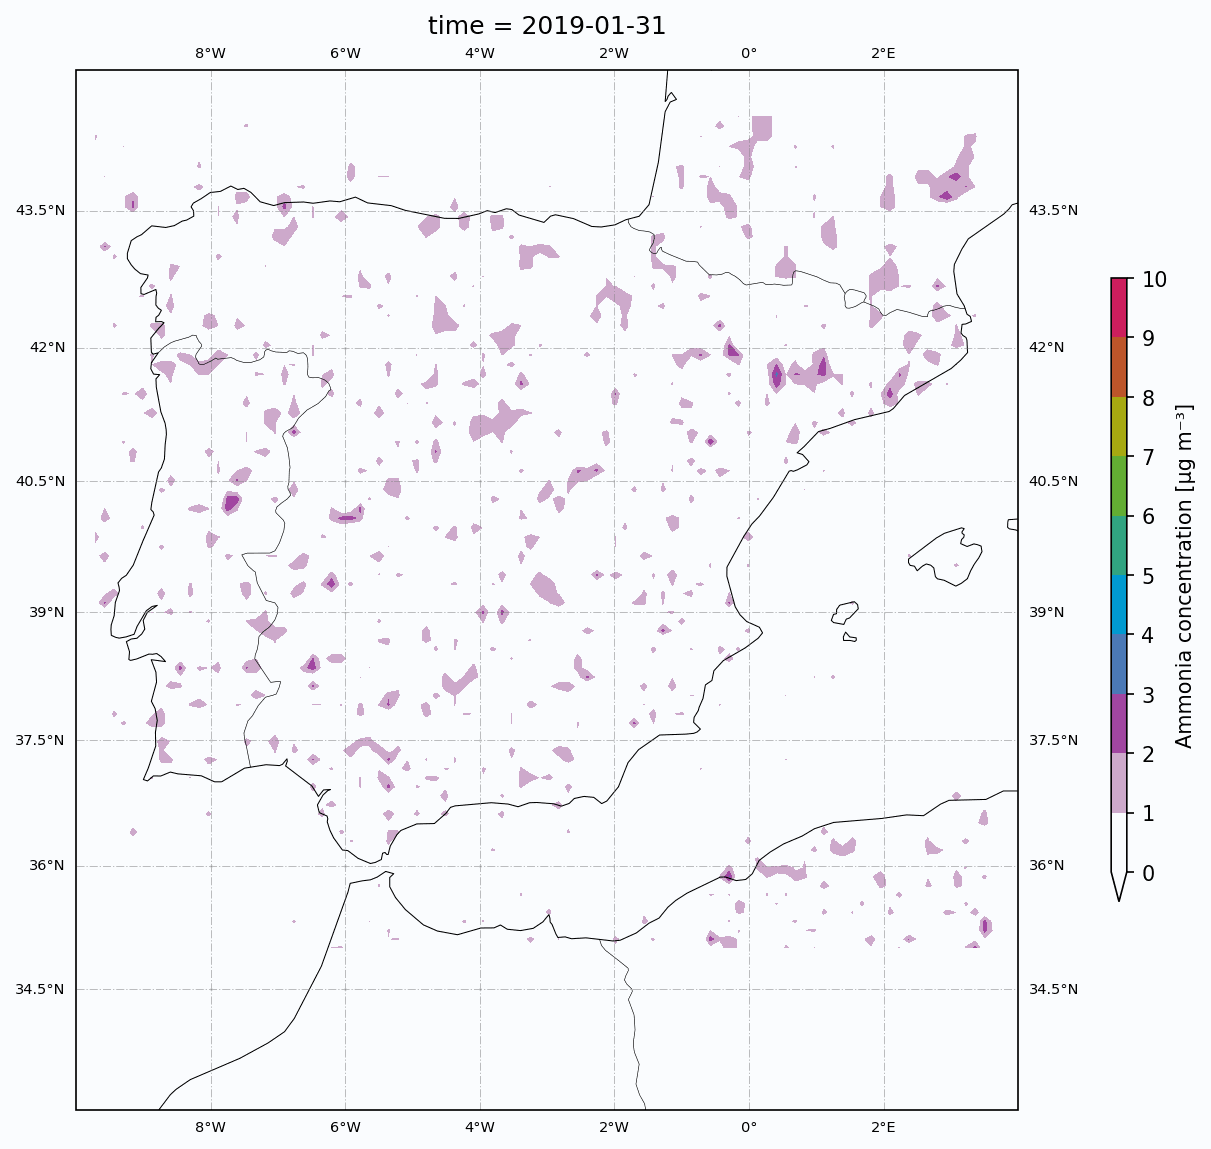 time = 2019-01-31
8°W 6°W 4°W 2°W 0° 2°E
43.5°N 43.5°N
42°N 42°N
40.5°N 40.5°N
39°N 39°N
37.5°N 37.5°N
36°N 36°N
34.5°N 34.5°N
8°W 6°W 4°W 2°W 0° 2°E
10
9
8
7
6
5
4
3
2
1
0
Ammonia concentration [µg m⁻³]